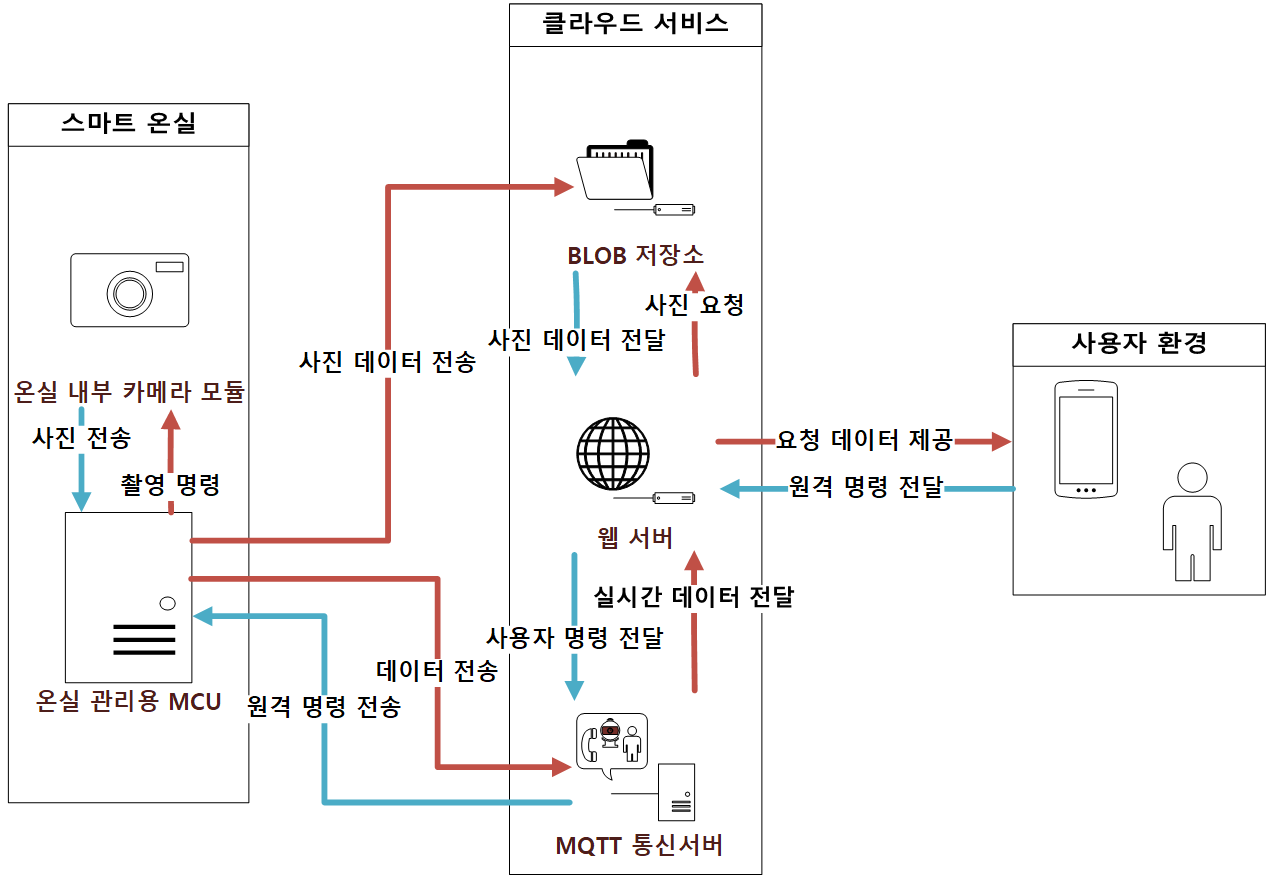 클라우드 서비스
스마트 온실
BLOB 저장소
사진 요청
사진 데이터 전달
사진 데이터 전송
사용자 환경
온실 내부 카메라 모듈
사진 전송
촬영 명령
요청 데이터 제공
원격 명령 전달
웹 서버
실시간 데이터 전달
사용자 명령 전달
데이터 전송
온실 관리용 MCU
원격 명령 전송
MQTT 통신서버